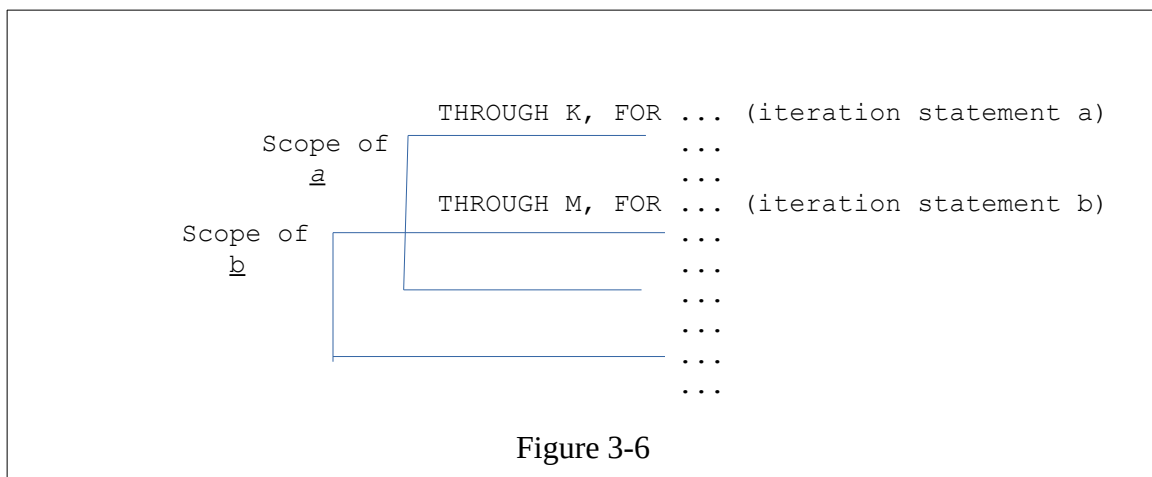 THROUGH K, FOR ... (iteration statement a)
Scope of ...
a ...
THROUGH M, FOR ... (iteration statement b)
Scope of ...
b ...
...
...
...
...
Figure 3-6